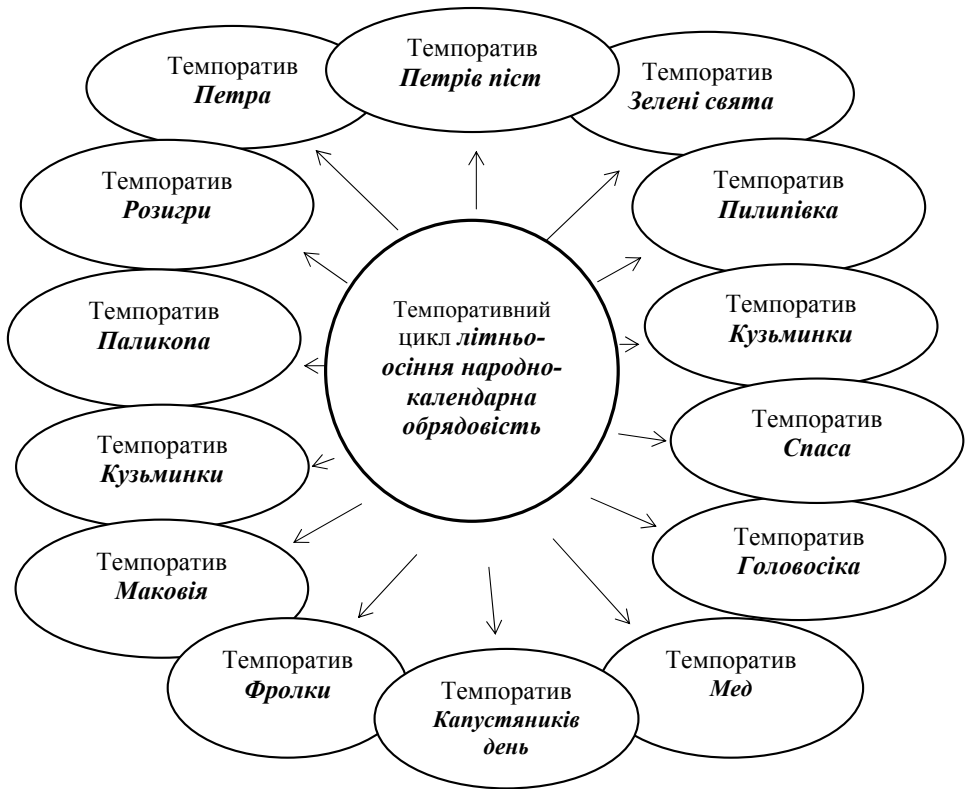 Темпоратив
Петрів піст
Темпоратив
Петра
Темпоратив
Зелені свята
Темпоратив
Розигри
Темпоратив
Пилипівка
Темпоратив
Паликопа
Темпоративний
цикл літньо-
осіння народно-
календарна
обрядовість
Темпоратив
Кузьминки
Темпоратив
Кузьминки
Темпоратив
Спаса
Темпоратив
Маковія
Темпоратив
Головосіка
Темпоратив
Фролки
Темпоратив
Капустяників
день
Темпоратив
Мед